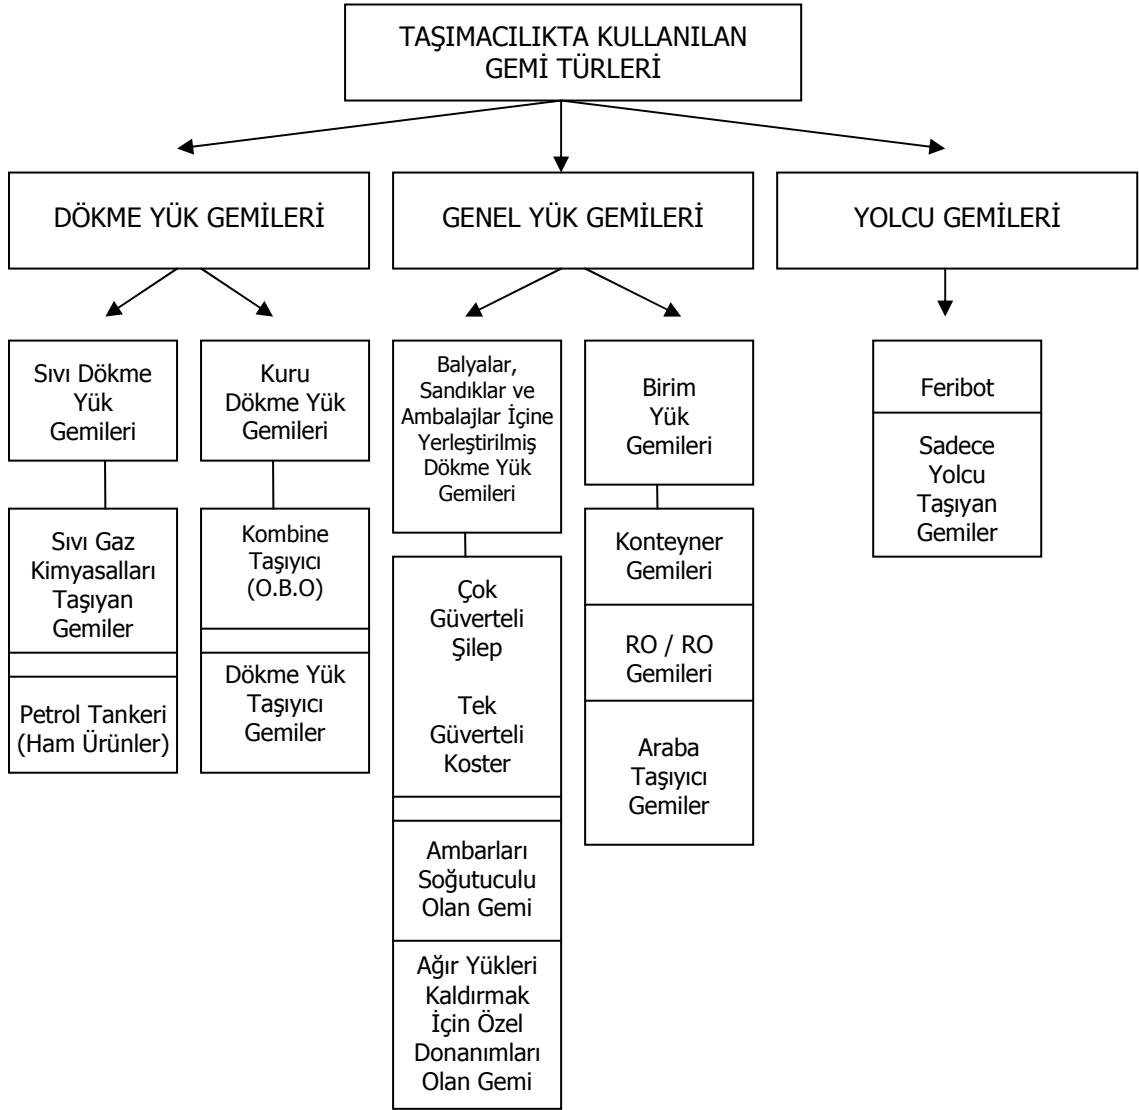 TAŞIMACILIKTA KULLANILAN
GEMİ TÜRLERİ
DÖKME YÜK GEMİLERİ
GENEL YÜK GEMİLERİ
YOLCU GEMİLERİ
Sıvı Dökme
Yük
Gemileri
Kuru
Dökme Yük
Gemileri
Balyalar,
Sandıklar ve
Ambalajlar İçine
Yerleştirilmiş
Dökme Yük
Gemileri
Birim
Yük
Gemileri
Feribot
Sadece
Yolcu
Taşıyan
Gemiler
Sıvı Gaz
Kimyasalları
Taşıyan
Gemiler
Petrol Tankeri
(Ham Ürünler)
Kombine
Taşıyıcı
(O.B.O)
Dökme Yük
Taşıyıcı
Gemiler
Çok
Güverteli
Şilep
Tek
Güverteli
Koster
Ambarları
Soğutuculu
Olan Gemi
Ağır Yükleri
Kaldırmak
İçin Özel
Donanımları
Olan Gemi
Konteyner
Gemileri
RO / RO
Gemileri
Araba
Taşıyıcı
Gemiler